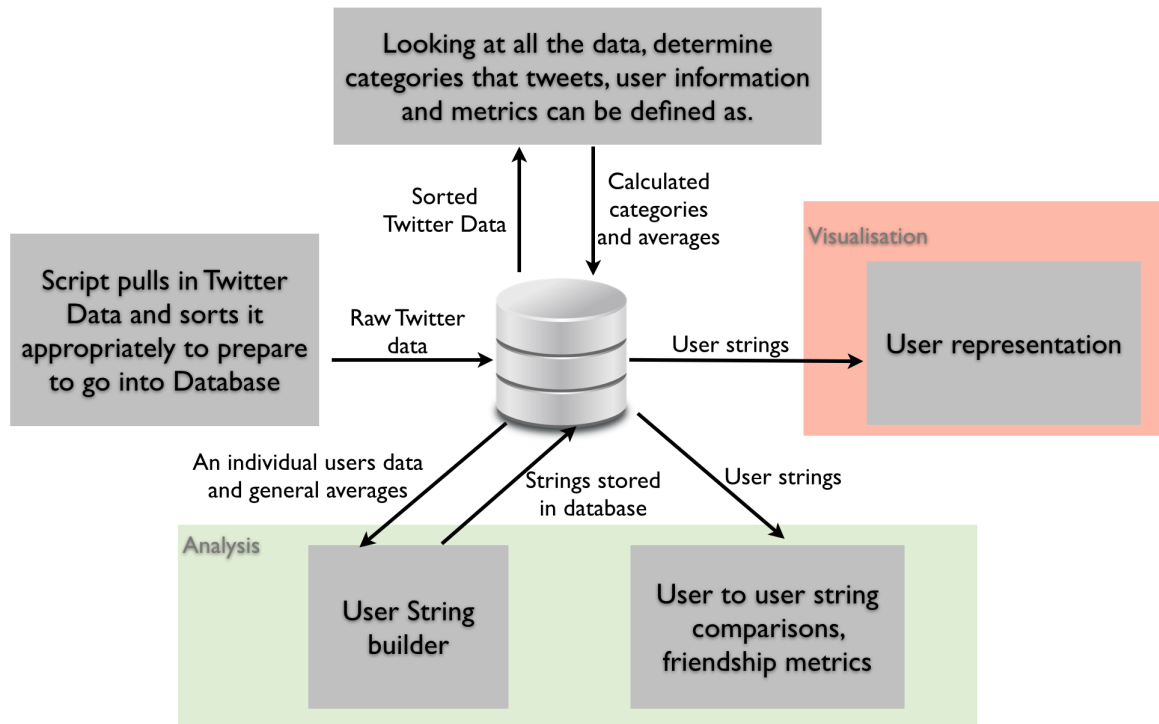 Looking at all the data, determine
categories that tweets, user information
and metrics can be defined as.
Sorted
Twitter Data
Calculated
categories
and averages
Script pulls in Twitter
Data and sorts it
appropriately to prepare
to go into Database
Raw Twitter
data
User strings
Visualisation
User representation
An individual users data
and general averages
Strings stored
in database
User strings
Analysis
User String
builder
User to user string
comparisons,
friendship metrics